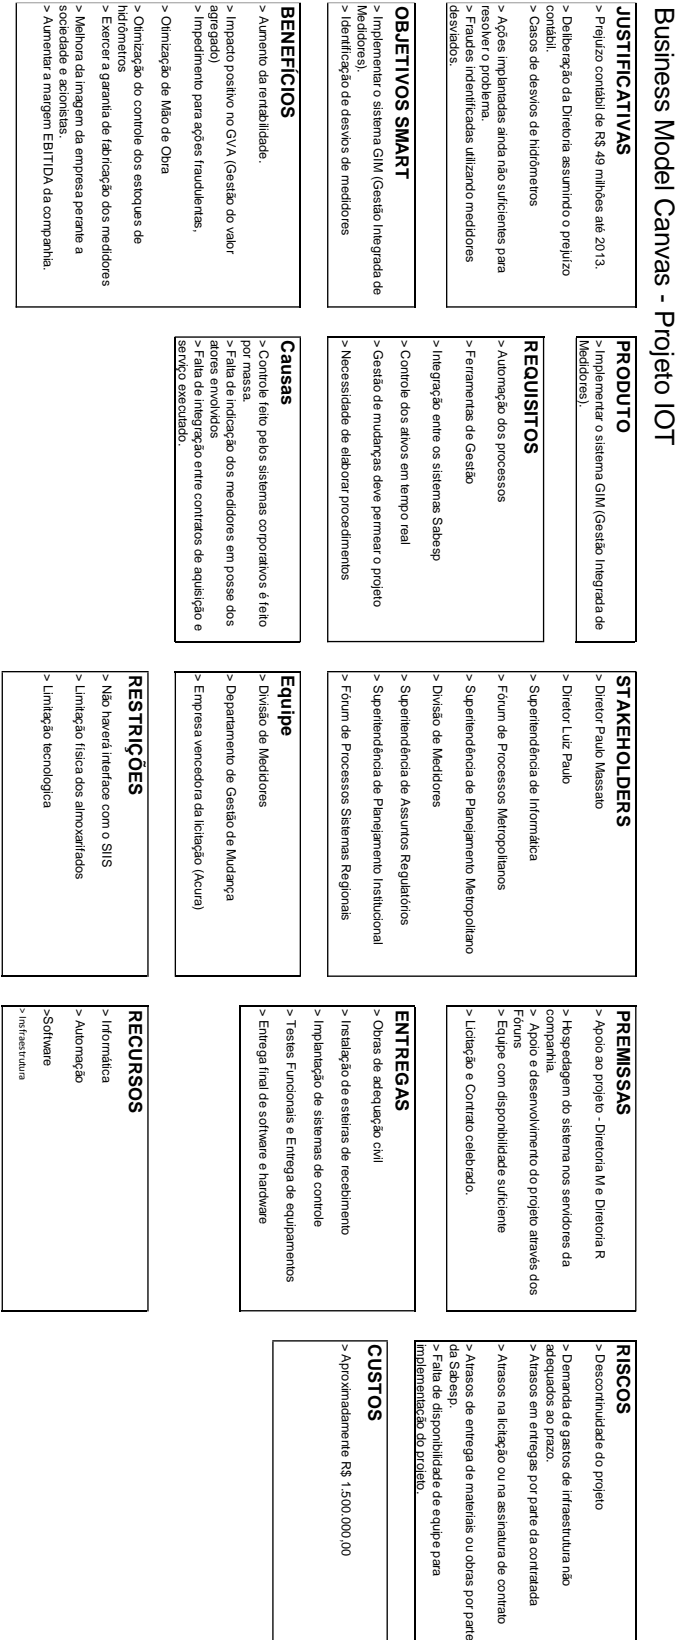 Business Model Canvas - Projeto IOT
JUSTIFICATIVAS
> Prejuízo contábil de R$ 49 milhões até 2013.
> Deliberação da Diretoria assumindo o prejuízo
contábil.
> Casos de desvios de hidrômetros
> Ações implantadas ainda não suficientes para
resolver o problema.
> Fraudes indentificadas utilizando medidores
desviados.
OBJETIVOS SMART
> Implementar o sistema GIM (Gestão Integrada de
Medidores).
> Identificação de desvios de medidores
BENEFÍCIOS
> Aumento da rentabilidade.
> Impacto positivo no GVA (Gestão do valor
agregado)
> Impedimento para ações fraudulentas,
> Otimização de Mão de Obra
> Otimização do controle dos estoques de
hidrômetros
> Exercer a garantia de fabricação dos medidores
> Melhora da imagem da empresa perante a
sociedade e acionistas.
> Aumentar a margem EBITIDA da companhia.
PRODUTO
> Implementar o sistema GIM (Gestão Integrada de
Medidores).
REQUISITOS
> Automação dos processos
> Ferramentas de Gestão
> Integração entre os sistemas Sabesp
> Controle dos ativos em tempo real
> Gestão de mudanças deve permear o projeto
> Necessidade de elaborar procedimentos
Causas
> Controle feito pelos sistemas corporativos é feito
por massa.
> Falta de indicação dos medidores em posse dos
atores envolvidos
> Falta de integração entre contratos de aquisição e
serviço executado.
STAKEHOLDERS
> Diretor Paulo Massato
> Diretor Luiz Paulo
> Superitendência de Informática
> Fórum de Processos Metropolitanos
> Superitendência de Planejamento Metropolitano
> Divisão de Medidores
> Superitendência de Assuntos Regulatórios
> Superitendência de Planejamento Institucional
> Fórum de Processos Sistemas Regionais
Equipe
> Divisão de Medidores
> Departamento de Gestão de Mudança
> Empresa vencedora da licitação (Acura)
RESTRIÇÕES
> Não haverá interface com o SIIS
> Limitação física dos almoxarifados
> Limitação tecnologica
PREMISSAS
> Apoio ao projeto - Diretoria M e Diretoria R
> Hospedagem do sistema nos servidores da
companhia.
> Apoio e desenvolvimento do projeto através dos
Fóruns
> Equipe com disponibilidade suficiente
> Licitação e Contrato celebrado.
ENTREGAS
> Obras de adequação civil
> Instalação de esteiras de recebimento
> Implantação de sistemas de controle
> Testes Funcionais e Entrega de equipamentos
> Entrega final de software e hardware
RECURSOS
> Informática
> Automação
>Software
> Insfraestrutura
RISCOS
> Descontinuidade do projeto
> Demanda de gastos de infraestrutura não
adequados ao prazo.
> Atrasos em entregas por parte da contratada
> Atrasos na licitação ou na assinatura de contrato
> Atrasos de entrega de materiais ou obras por parte
da Sabesp.
> Falta de disponibilidade de equipe para
implementação do projeto.
CUSTOS
> Aproximadamente R$ 1.500.000,00